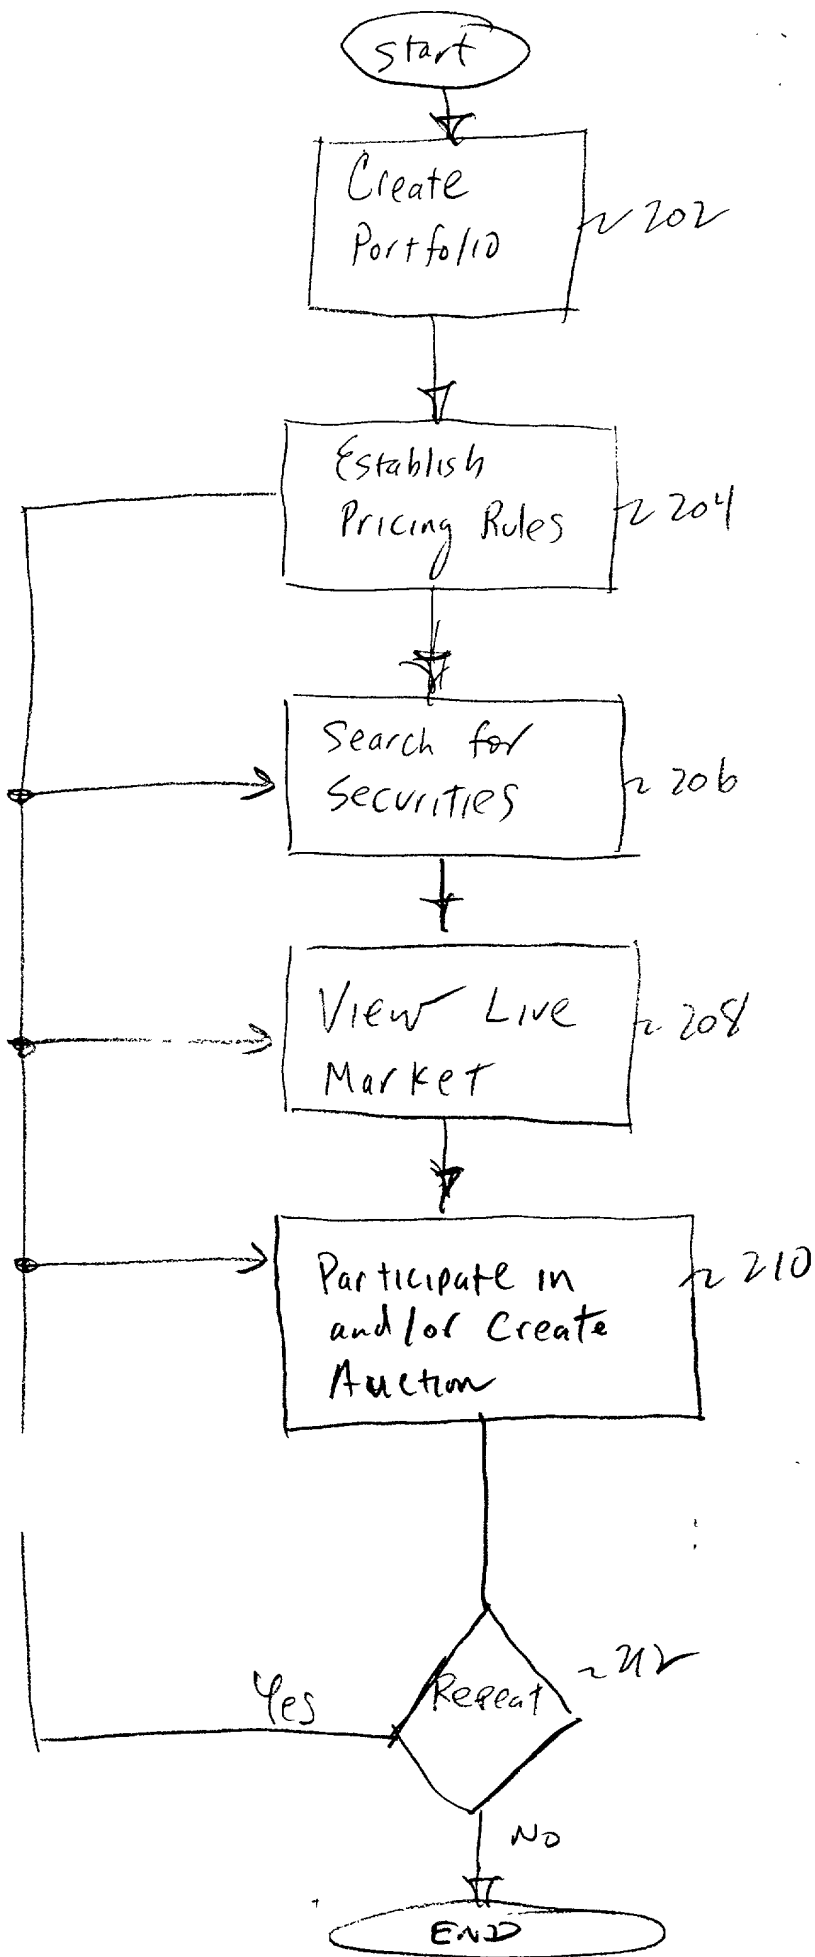 Start
Create
Portfolio
202
Establish
Pricing Rules
204
Search for
Securities
206
View Live
Market
208
Participate in
and/or Create
Auction
210
Repeat
212
Yes
No
END